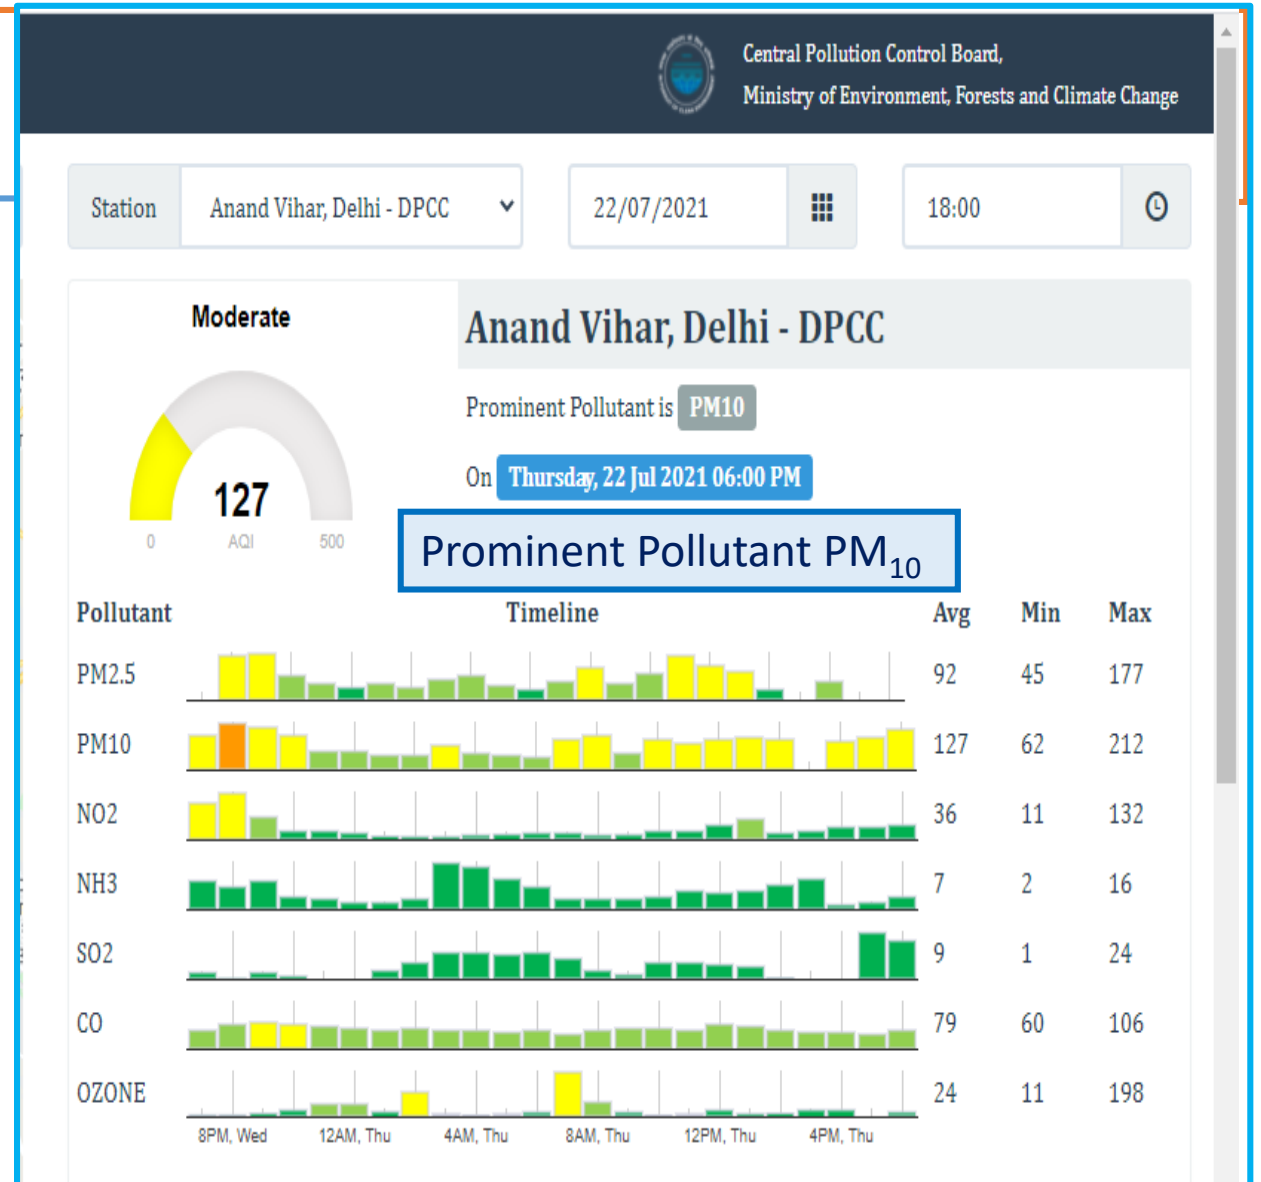 Central Pollution Control Board,
Ministry of Environment, Forests and Climate Change
Station Anand Vihar, Delhi - DPCC 22/07/2021 18:00
Moderate
Anand Vihar, Delhi - DPCC
Prominent Pollutant is PM10
On Thursday, 22 Jul 2021 06:00 PM
127
0 AQI 500
Prominent Pollutant PM10
Pollutant Timeline Avg Min Max
PM2.5 92 45 177
PM10 127 62 212
NO2 36 11 132
NH3 7 2 16
SO2 9 1 24
CO 79 60 106
OZONE 24 11 198
8PM, Wed 12AM, Thu 4AM, Thu 8AM, Thu 12PM, Thu 4PM, Thu